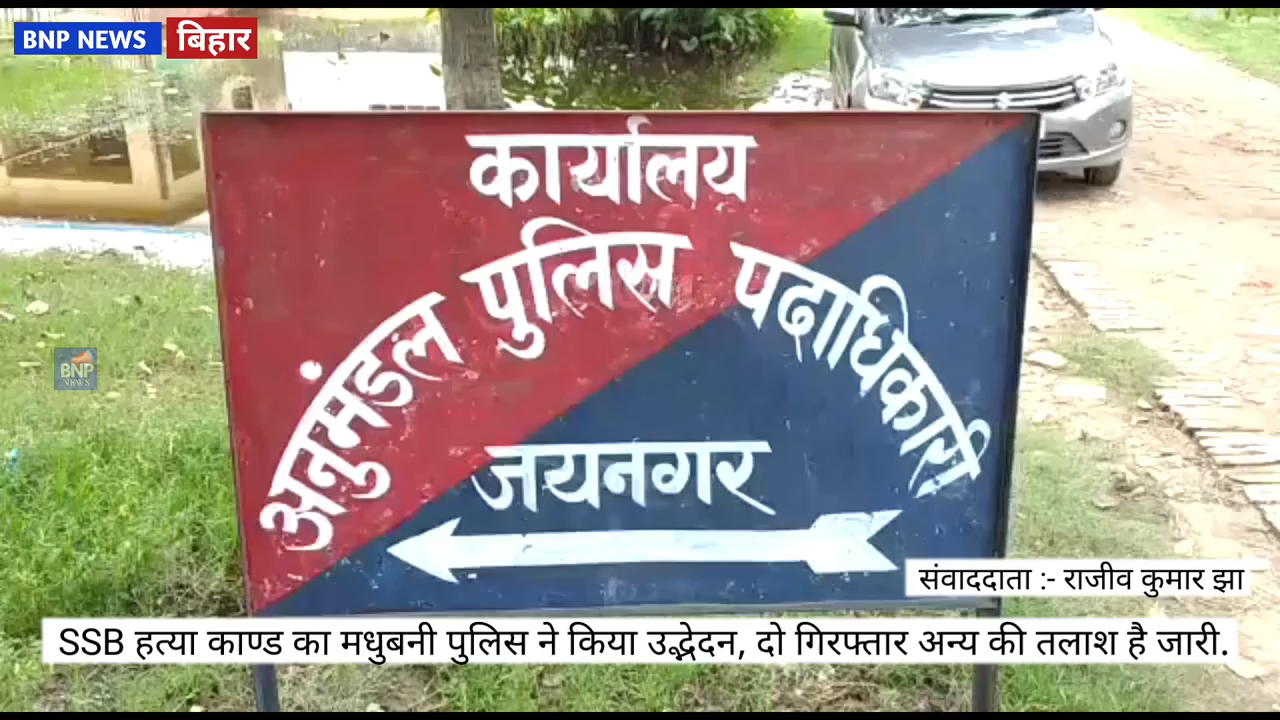 BNP NEWS बिहार
कार्यालय
अनुमंडल पुलिस पदाधिकारी
जयनगर
BNP
NEWS
संवाददाता :- राजीव कुमार झा
SSB हत्या काण्ड का मधुबनी पुलिस ने किया उद्भेदन, दो गिरफ्तार अन्य की तलाश है जारी.